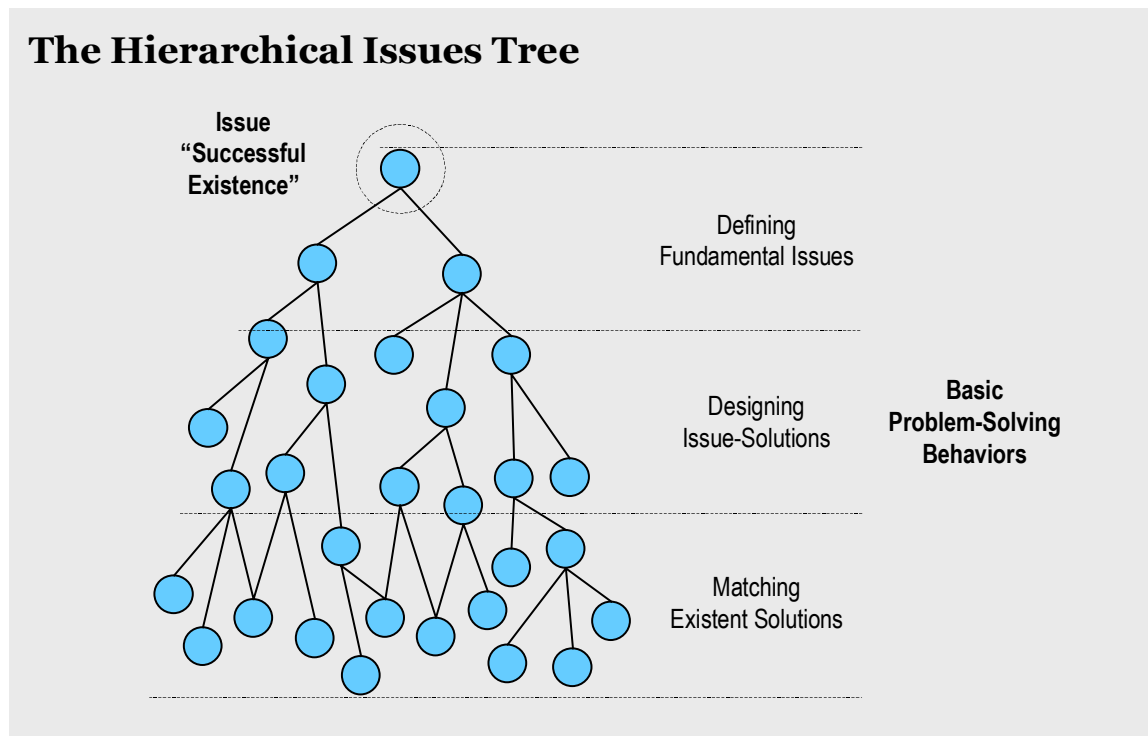 The Hierarchical Issues Tree
Issue
“Successful
Existence”
Defining
Fundamental Issues
Designing
Issue-Solutions
Basic
Problem-Solving
Behaviors
Matching
Existent Solutions